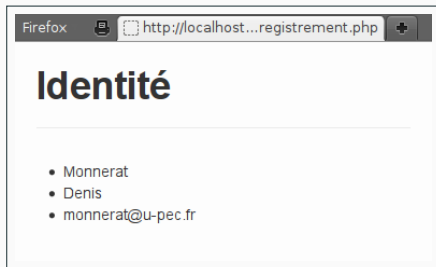 Firefox http://localhost...registrement.php
Identité
Monnerat
Denis
monnerat@u-pec.fr